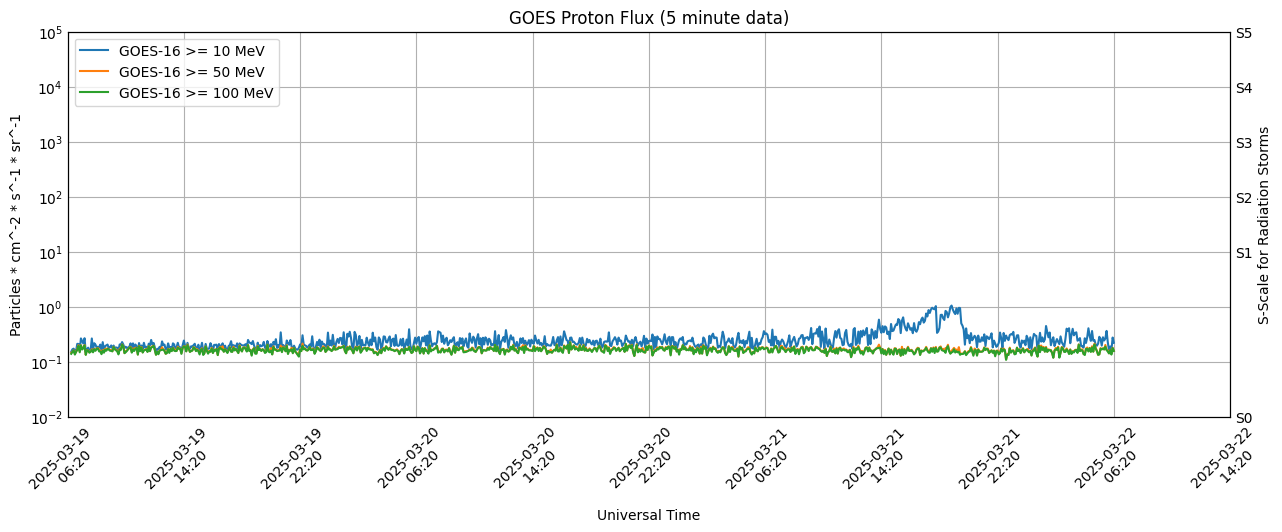 GOES Proton Flux (5 minute data)
GOES-16 >= 10 MeV
GOES-16 >= 50 MeV
GOES-16 >= 100 MeV
10^5
10^4
10^3
10^2
10^1
10^0
10^-1
10^-2
Particles * cm^-2 * s^-1 * sr^-1
S5
S4
S3
S2
S1
S0
S-Scale for Radiation Storms
2025-03-19
06:20
2025-03-19
14:20
2025-03-19
22:20
2025-03-20
06:20
2025-03-20
14:20
2025-03-20
22:20
2025-03-21
06:20
2025-03-21
14:20
2025-03-21
22:20
2025-03-22
06:20
2025-03-22
14:20
Universal Time